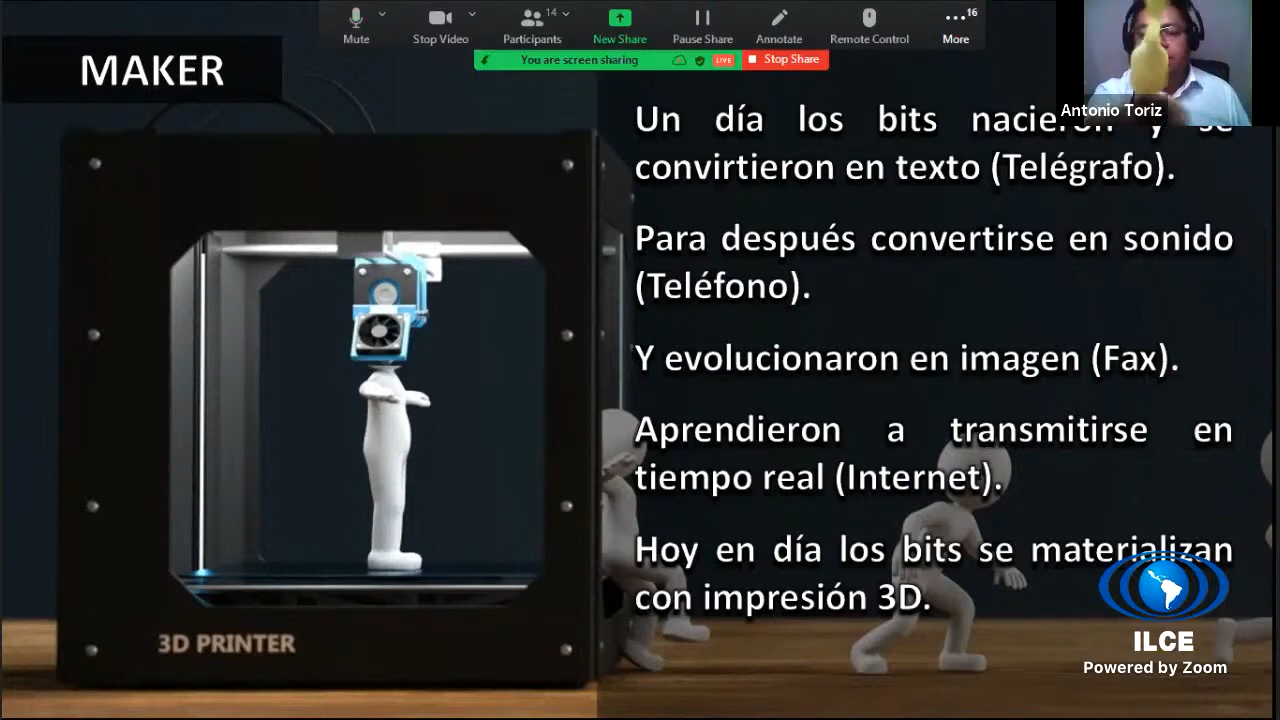 14
16
Mute
Stop Video
Participants
New Share
Pause Share
Annotate
Remote Control
More
You are screen sharing
LIVE
Stop Share
MAKER
Antonio Toriz
Un día los bits nacieron y se
convirtieron en texto (Telégrafo).
Para después convertirse en sonido
(Teléfono).
Y evolucionaron en imagen (Fax).
Aprendieron a transmitirse en
tiempo real (Internet).
Hoy en día los bits se materializan
con impresión 3D.
3D PRINTER
ILCE
Powered by Zoom